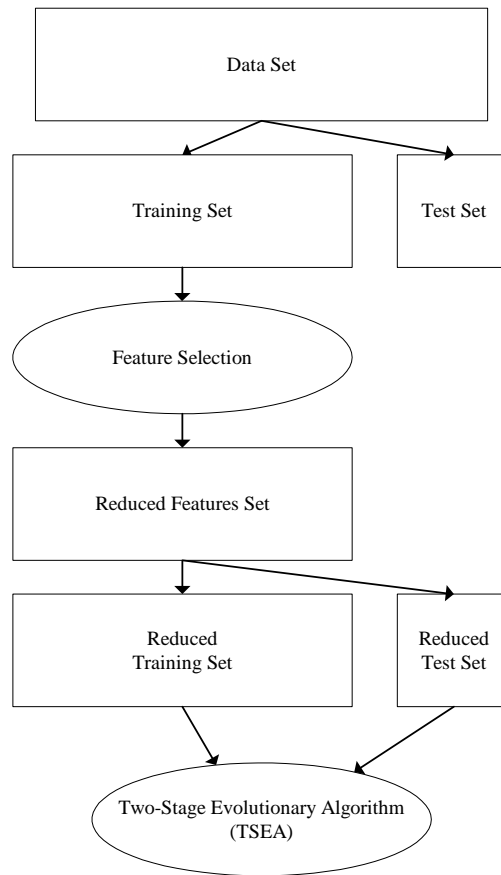 Data Set
Training Set
Test Set
Feature Selection
Reduced Features Set
Reduced
Training Set
Reduced
Test Set
Two-Stage Evolutionary Algorithm
(TSEA)